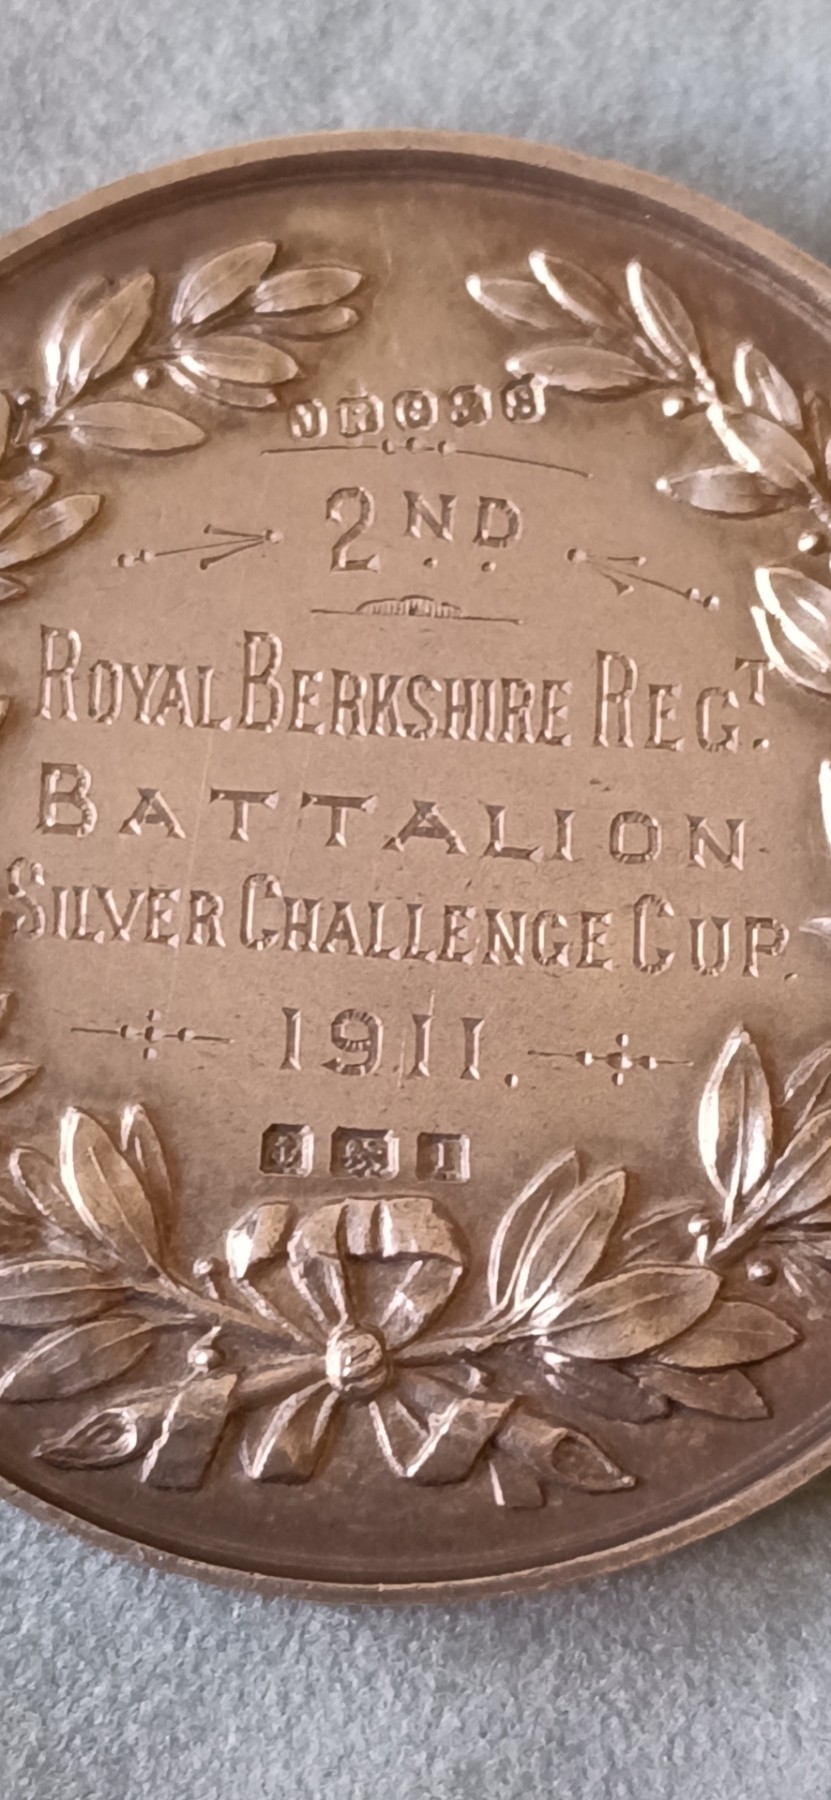 2ND
ROYAL BERKSHIRE REGT.
BATTALION
SILVER CHALLENGE CUP.
1911.